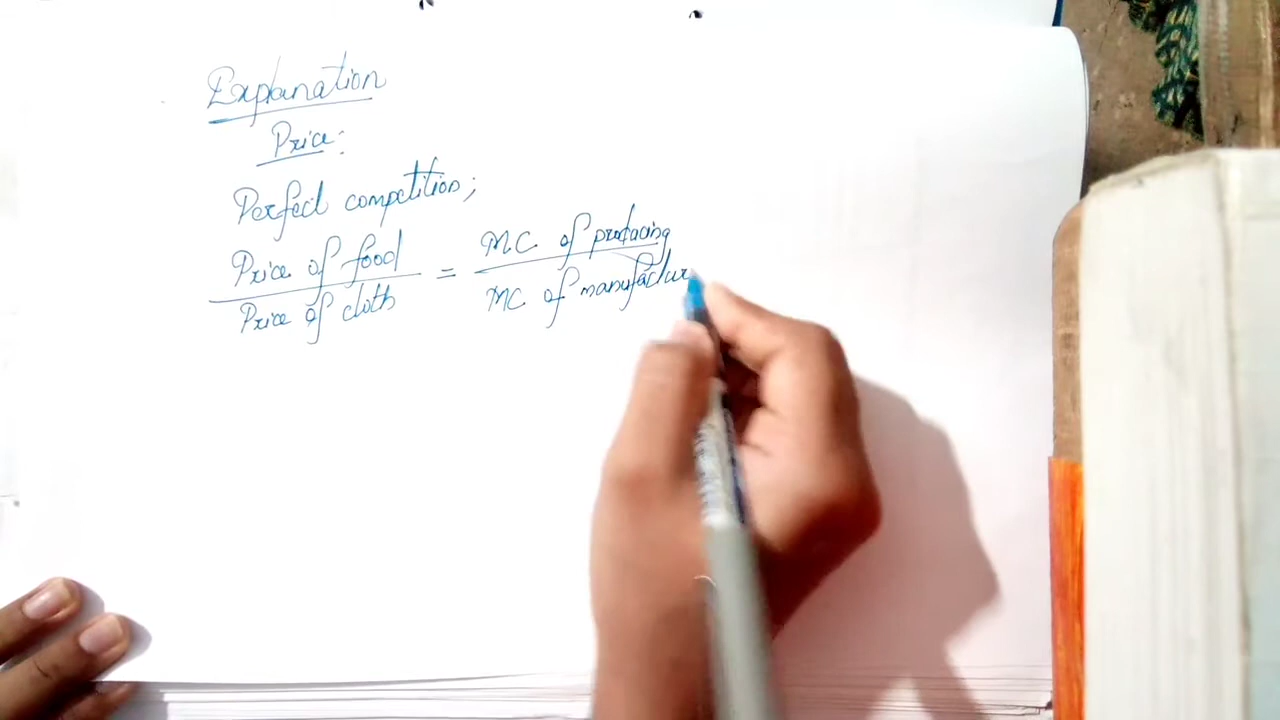 Explanation
Price:
Perfect competition;
Price of food = MC of producing
Price of cloth MC of manufactur